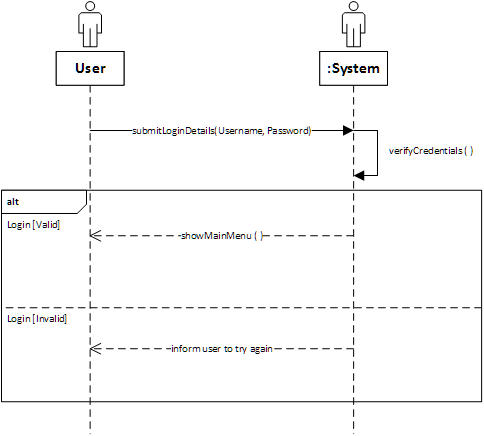 User
:System
submitLoginDetails(Username, Password)
verifyCredentials ( )
alt
Login [Valid]
showMainMenu ( )
Login [Invalid]
inform user to try again